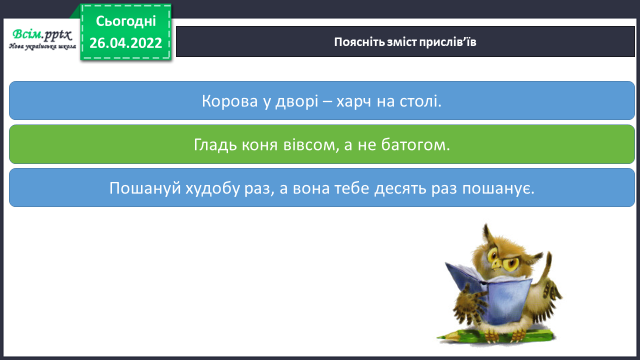 Всім.pptx
Нова українська школа
Сьогодні
26.04.2022
Поясніть зміст прислів’їв
Корова у дворі – харч на столі.
Гладь коня вівсом, а не батогом.
Пошануй худобу раз, а вона тебе десять раз пошанує.